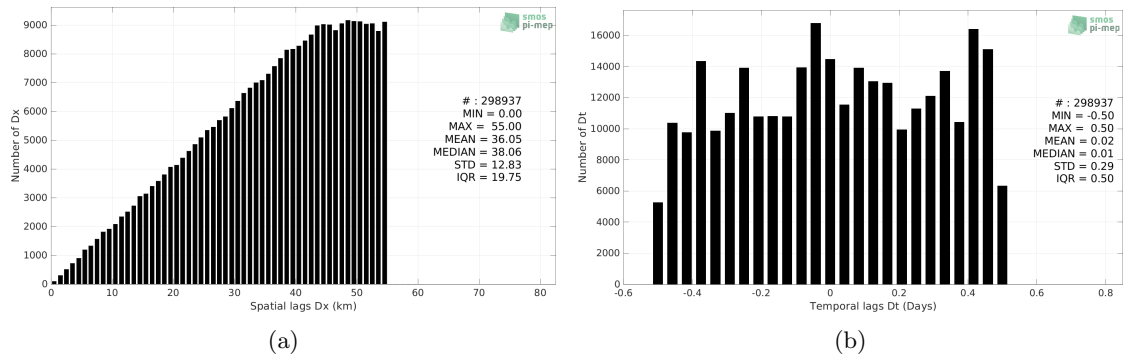 9000
8000
7000
6000
5000
4000
3000
2000
1000
0
Number of Dx
0 10 20 30 40 50 60 70 80
Spatial lags Dx (km)
smos
pi-mep
# : 298937
MIN = 0.00
MAX = 55.00
MEAN = 36.05
MEDIAN = 38.06
STD = 12.83
IQR = 19.75
(a)
16000
14000
12000
10000
8000
6000
4000
2000
0
Number of Dt
-0.6 -0.4 -0.2 0 0.2 0.4 0.6 0.8
Temporal lags Dt (Days)
smos
pi-mep
# : 298937
MIN = -0.50
MAX = 0.50
MEAN = 0.02
MEDIAN = 0.01
STD = 0.29
IQR = 0.50
(b)